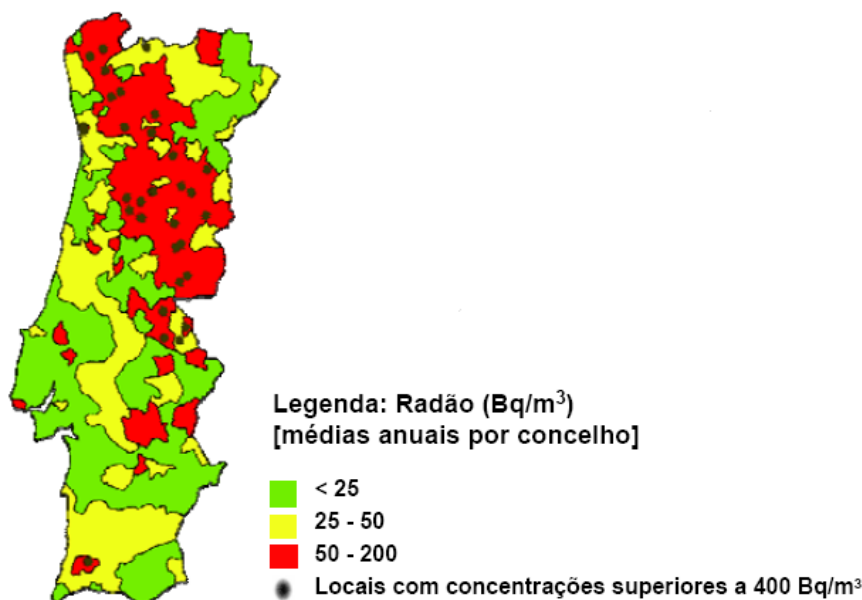 Legenda: Radão (Bq/m³)
[médias anuais por concelho]
< 25
25 - 50
50 - 200
Locais com concentrações superiores a 400 Bq/m³